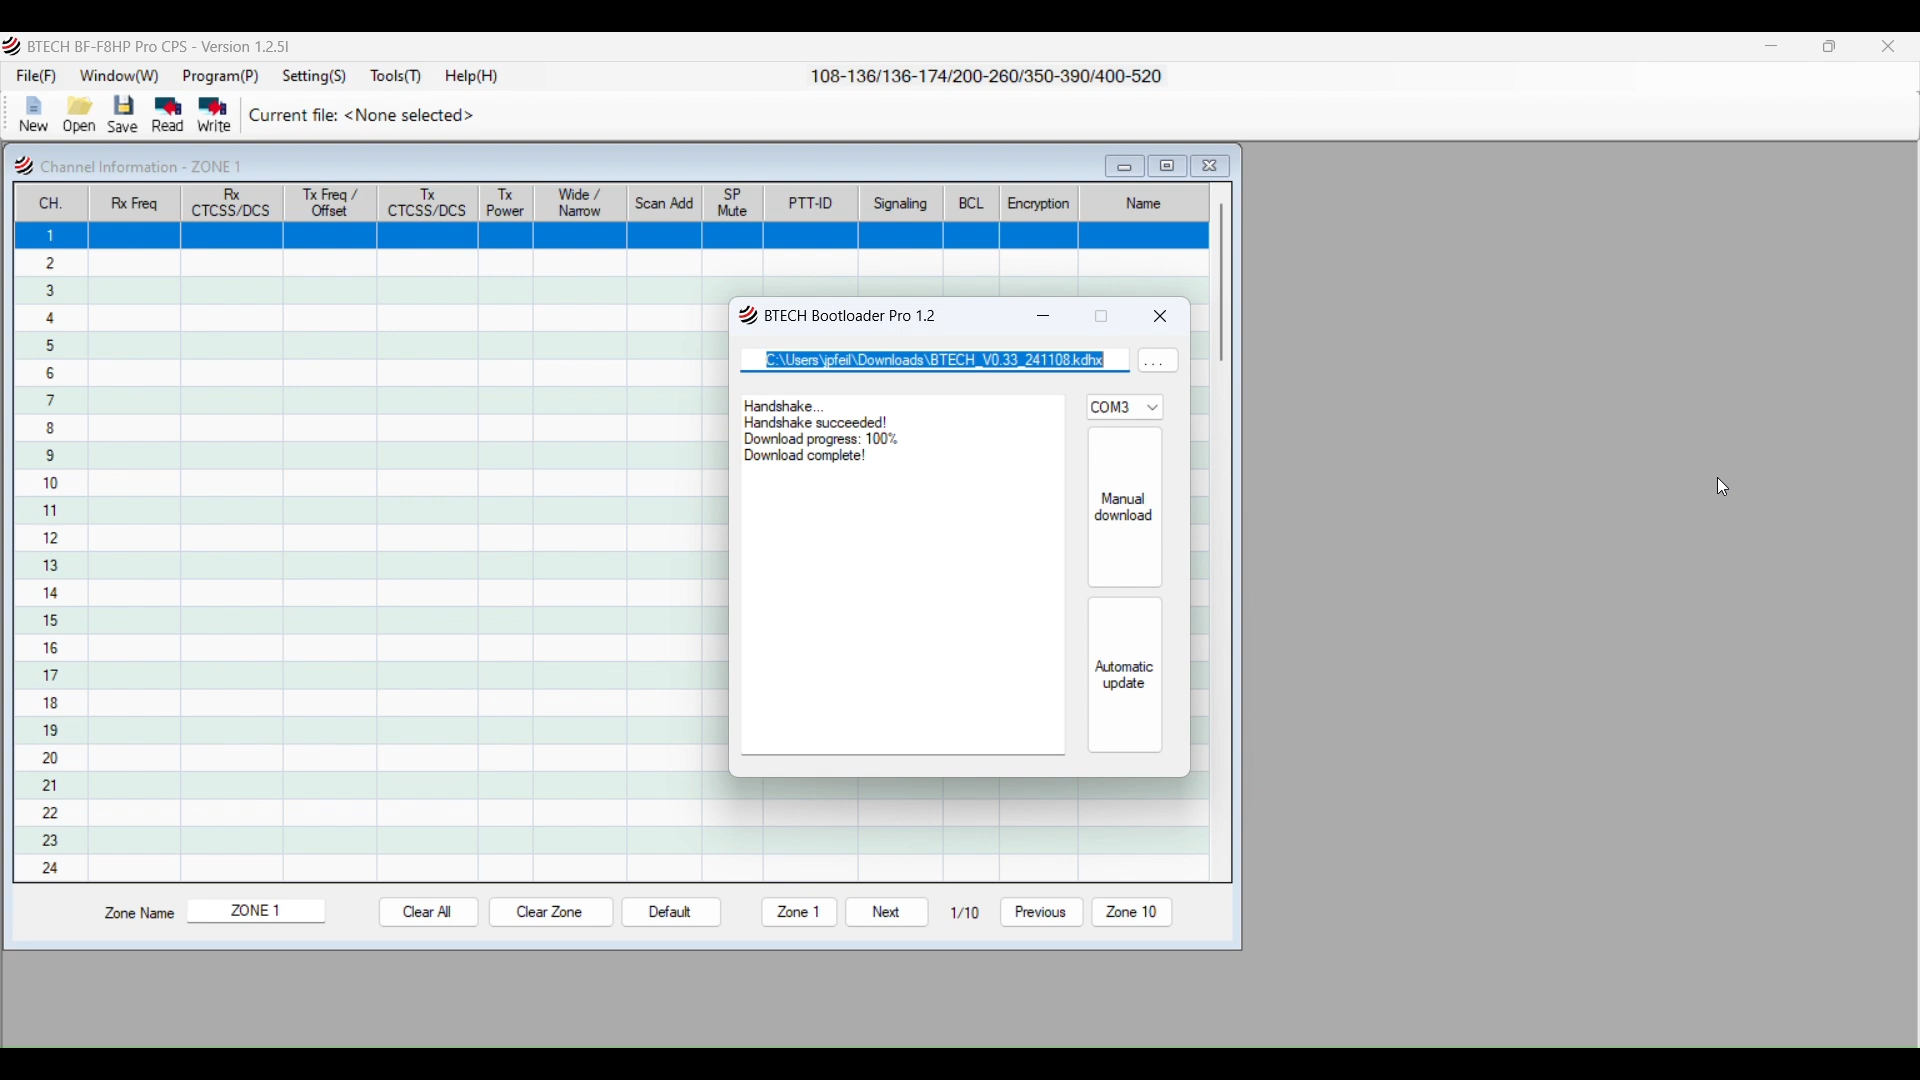 BTECH BF-F8HP Pro CPS - Version 1.2.5I
File(F) Window(W) Program(P) Setting(S) Tools(T) Help(H) 108-136/136-174/200-260/350-390/400-520
New Open Save Read Write Current file: <None selected>
Channel Information - ZONE 1
CH. Rx Freq Rx CTCSS/DCS Tx Freq / Offset Tx CTCSS/DCS Tx Power Wide / Narrow Scan Add SP Mute PTT-ID Signaling BCL Encryption Name
1
2
3
4
5
6
7
8
9
10
11
12
13
14
15
16
17
18
19
20
21
22
23
24
BTECH Bootloader Pro 1.2
C:\Users\jpfeil\Downloads\BTECH_V0.33_241108.kdhx ...
Handshake...
Handshake succeeded!
Download progress: 100%
Download complete!
COM3
Manual
download
Automatic
update
Zone Name ZONE 1 Clear All Clear Zone Default Zone 1 Next 1/10 Previous Zone 10